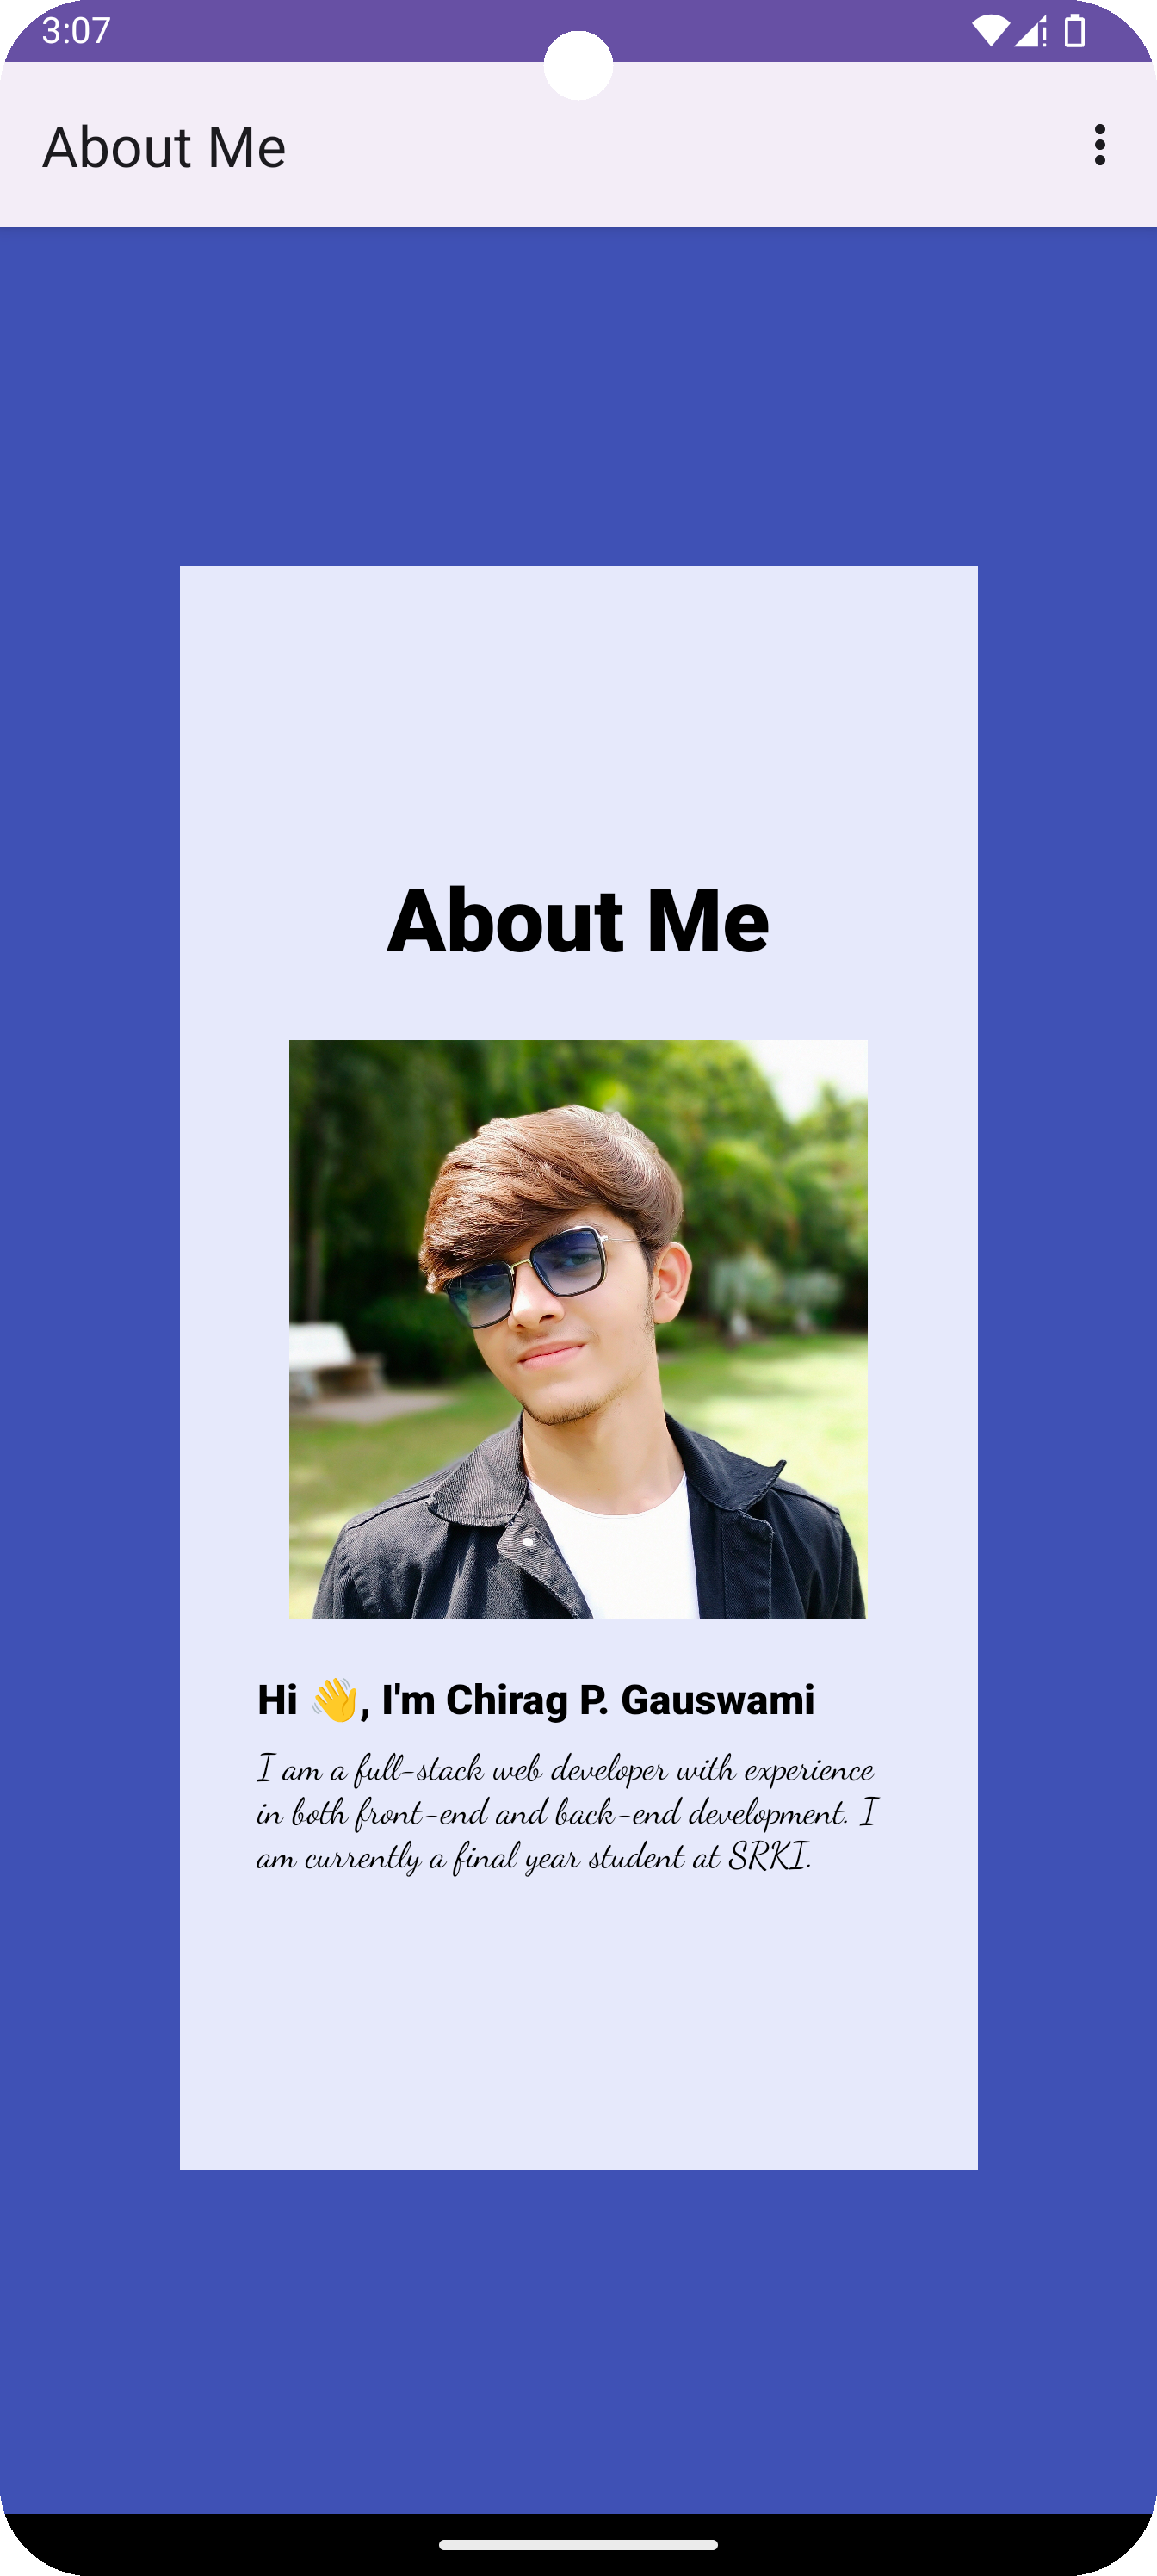 3:07
About Me
About Me
Hi 👋, I'm Chirag P. Gauswami
I am a full-stack web developer with experience
in both front-end and back-end development. I
am currently a final year student at SRKI.